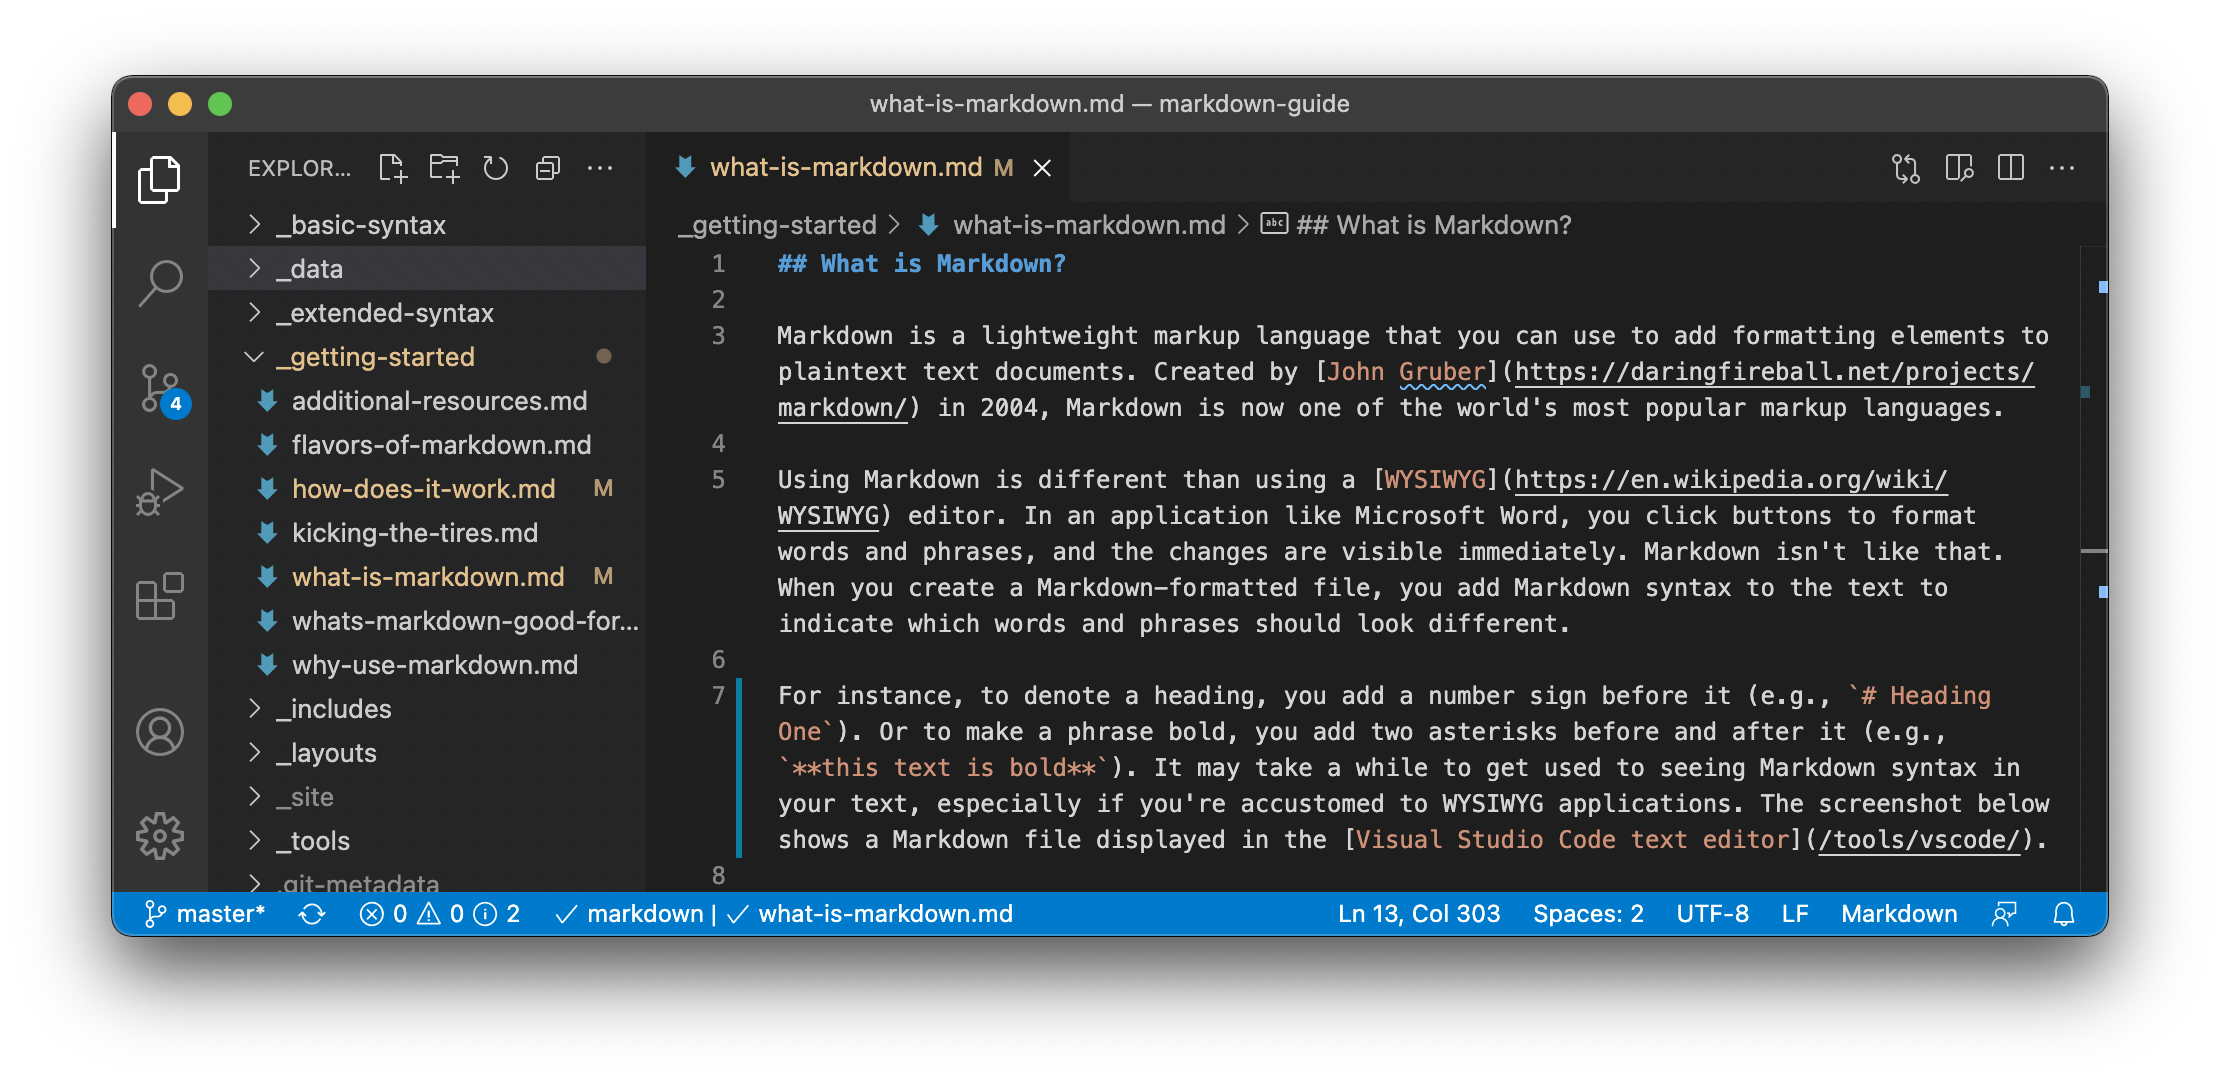 what-is-markdown.md — markdown-guide
EXPLOR...
_basic-syntax
_data
_extended-syntax
_getting-started
additional-resources.md
flavors-of-markdown.md
how-does-it-work.md M
kicking-the-tires.md
what-is-markdown.md M
whats-markdown-good-for...
why-use-markdown.md
_includes
_layouts
_site
_tools
.git-metadata
4
what-is-markdown.md M
_getting-started > what-is-markdown.md > abc ## What is Markdown?
1 ## What is Markdown?
2
3 Markdown is a lightweight markup language that you can use to add formatting elements to
plaintext text documents. Created by [John Gruber](https://daringfireball.net/projects/
markdown/) in 2004, Markdown is now one of the world's most popular markup languages.
4
5 Using Markdown is different than using a [WYSIWYG](https://en.wikipedia.org/wiki/
WYSIWYG) editor. In an application like Microsoft Word, you click buttons to format
words and phrases, and the changes are visible immediately. Markdown isn't like that.
When you create a Markdown-formatted file, you add Markdown syntax to the text to
indicate which words and phrases should look different.
6
7 For instance, to denote a heading, you add a number sign before it (e.g., `# Heading
One`). Or to make a phrase bold, you add two asterisks before and after it (e.g.,
`**this text is bold**`). It may take a while to get used to seeing Markdown syntax in
your text, especially if you're accustomed to WYSIWYG applications. The screenshot below
shows a Markdown file displayed in the [Visual Studio Code text editor](/tools/vscode/).
8
master* 0 0 2 markdown | what-is-markdown.md Ln 13, Col 303 Spaces: 2 UTF-8 LF Markdown